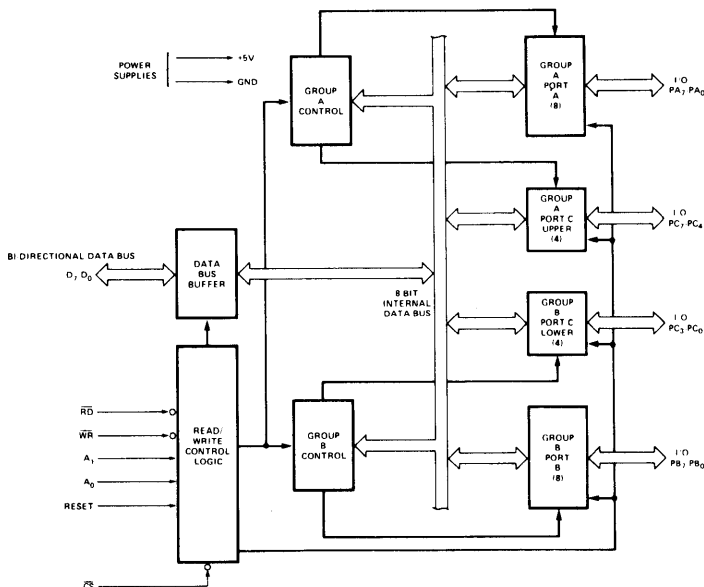 POWER
SUPPLIES
+5V
GND
GROUP
A
CONTROL
GROUP
A
PORT
A
(8)
I/O
PA7 PA0
GROUP
A
PORT C
UPPER
(4)
I/O
PC7 PC4
BI DIRECTIONAL DATA BUS
D7 D0
DATA
BUS
BUFFER
8 BIT
INTERNAL
DATA BUS
GROUP
B
PORT C
LOWER
(4)
I/O
PC3 PC0
RD
WR
A1
A0
RESET
READ/
WRITE
CONTROL
LOGIC
GROUP
B
CONTROL
GROUP
B
PORT
B
(8)
I/O
PB7 PB0
CS